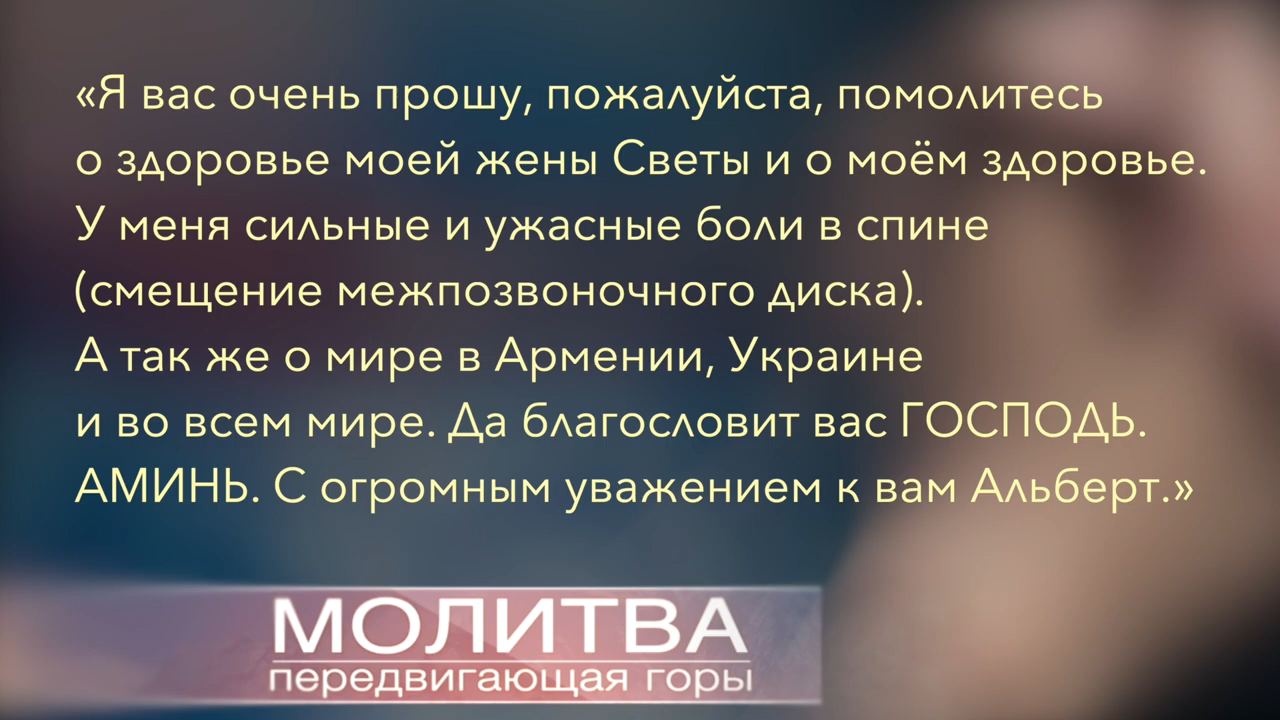 «Я вас очень прошу, пожалуйста, помолитесь
о здоровье моей жены Светы и о моём здоровье.
У меня сильные и ужасные боли в спине
(смещение межпозвоночного диска).
А так же о мире в Армении, Украине
и во всем мире. Да благословит вас ГОСПОДЬ.
АМИНЬ. С огромным уважением к вам Альберт.»
МОЛИТВА
передвигающая горы